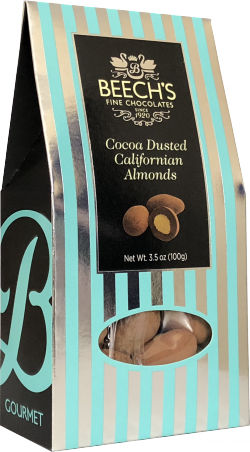 B
BEECH'S
FINE CHOCOLATES
SINCE
1920
Cocoa Dusted
Californian
Almonds
Net Wt. 3.5 oz (100g)
B
GOURMET